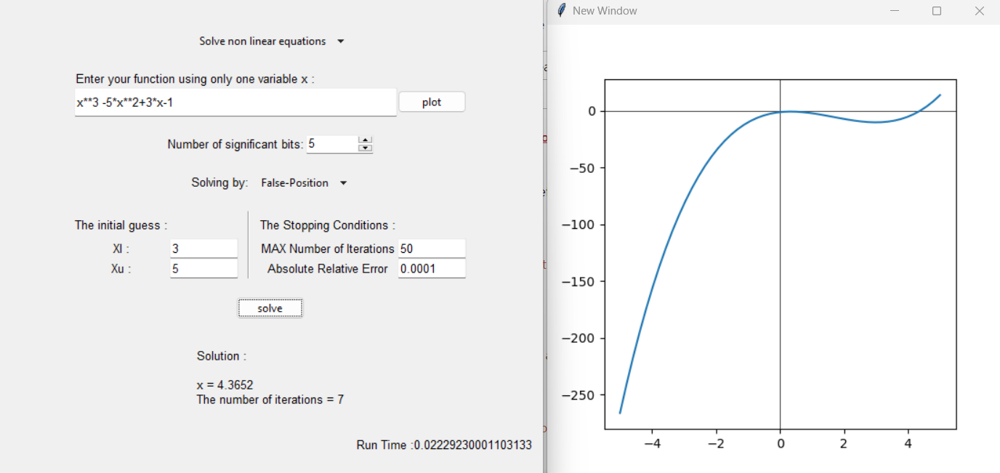 Solve non linear equations
Enter your function using only one variable x :
x**3 -5*x**2+3*x-1
plot
Number of significant bits: 5
Solving by: False-Position
The initial guess :
Xl : 3
Xu : 5
The Stopping Conditions :
MAX Number of Iterations 50
Absolute Relative Error 0.0001
solve
Solution :
x = 4.3652
The number of iterations = 7
Run Time :0.02229230001103133
New Window
0
−50
−100
−150
−200
−250
−4 −2 0 2 4